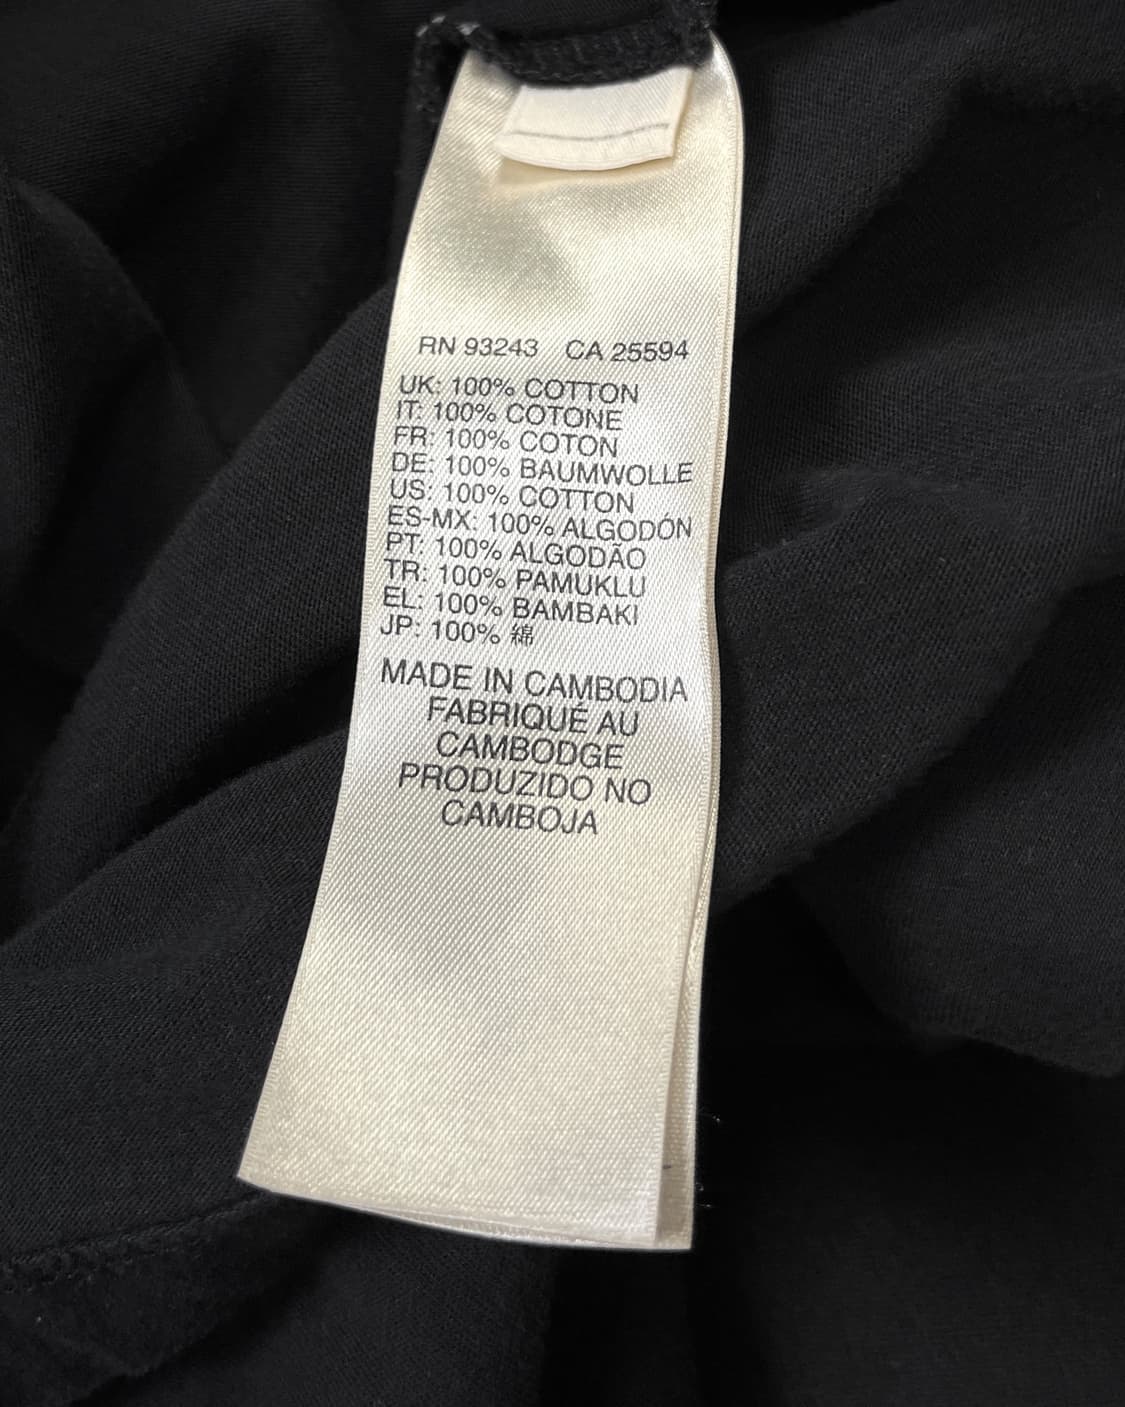 RN 93243 CA 25594
UK: 100% COTTON
IT: 100% COTONE
FR: 100% COTON
DE: 100% BAUMWOLLE
US: 100% COTTON
ES-MX: 100% ALGODÓN
PT: 100% ALGODÃO
TR: 100% PAMUKLU
EL: 100% BAMBAKI
JP: 100% 綿
MADE IN CAMBODIA
FABRIQUÉ AU
CAMBODGE
PRODUZIDO NO
CAMBOJA